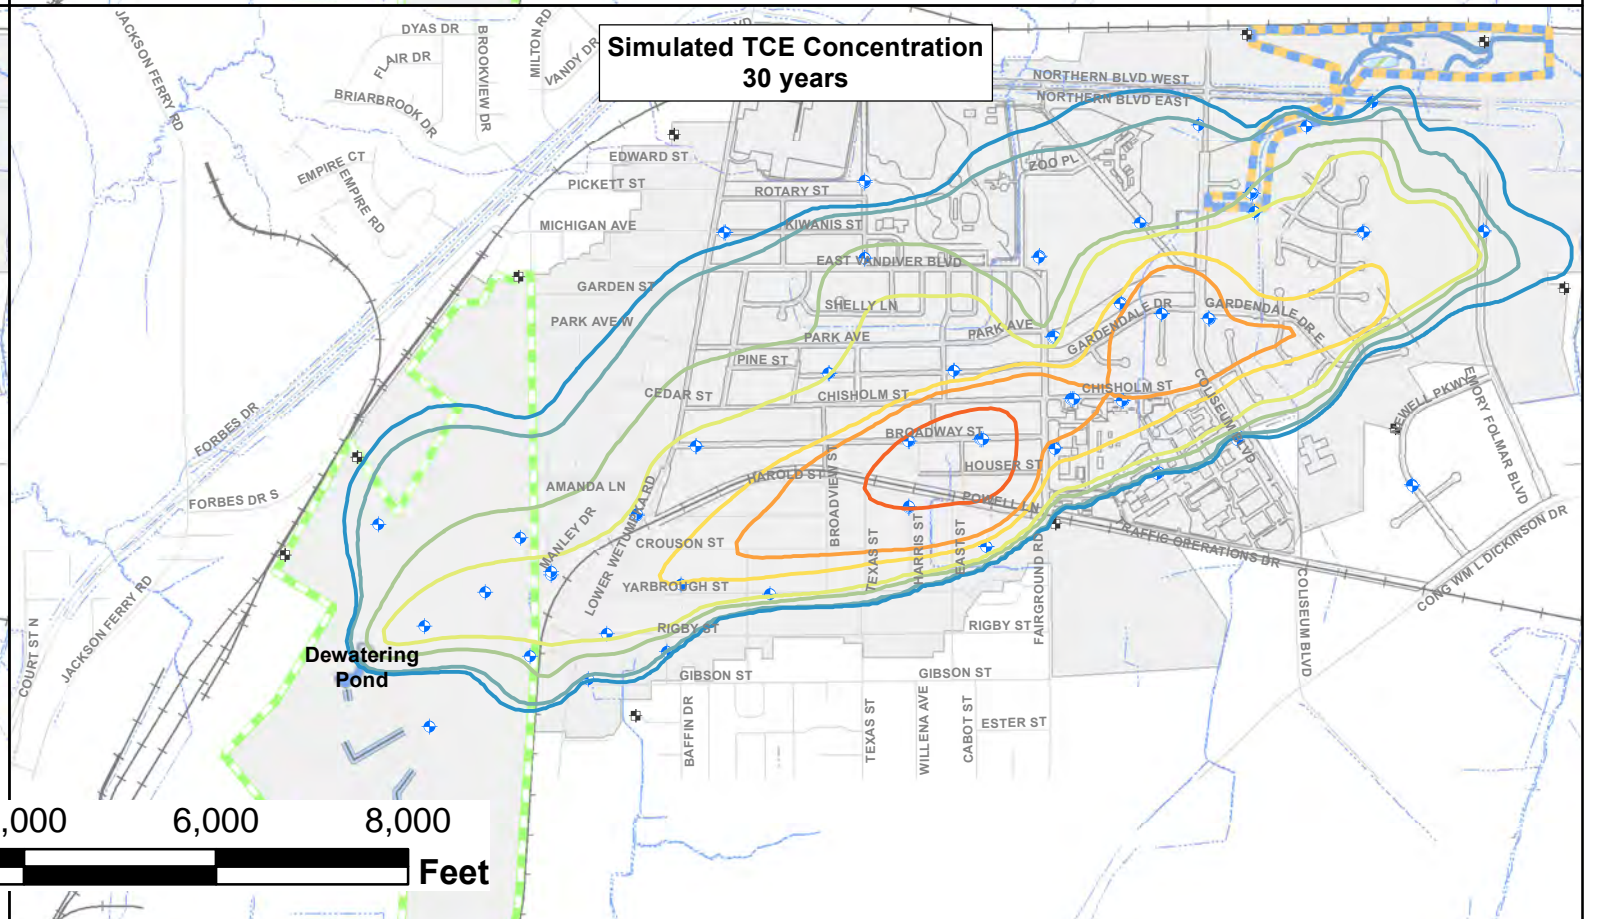 Simulated TCE Concentration
30 years
JACKSON FERRY RD
DYAS DR
FLAIR DR
BROOKVIEW DR
MILTON RD
VANDY DR
BRIARBROOK DR
NORTHERN BLVD WEST
NORTHERN BLVD EAST
EMPIRE CT
EMPIRE RD
EDWARD ST
PICKETT ST
ROTARY ST
ZOO PL
MICHIGAN AVE
KIWANIS ST
EAST VANDIVER BLVD
GARDEN ST
SHELLY LN
GARDENDALE DR
GARDENDALE DR E
PARK AVE W
PARK AVE
PARK AVE
PINE ST
CEDAR ST
CHISHOLM ST
CHISHOLM ST
COLISEUM BLVD
EMORY FOLMAR BLVD
FORBES DR
BROADWAY ST
HOUSER ST
HAROLD ST
BROADVIEW ST
AMANDA LN
FORBES DR S
POWELL LN
LOWER WETUMPKA RD
MANLEY DR
CROUSON ST
TEXAS ST
HARRIS ST
EAST ST
TRAFFIC OPERATIONS DR
CONG WM L DICKINSON DR
YARBROUGH ST
FAIRGROUND RD
COLISEUM BLVD
COURT ST N
JACKSON FERRY RD
RIGBY ST
RIGBY ST
Dewatering
Pond
GIBSON ST
GIBSON ST
BAFFIN DR
TEXAS ST
WILLENA AVE
CABOT ST
ESTER ST
,000
6,000
8,000
Feet